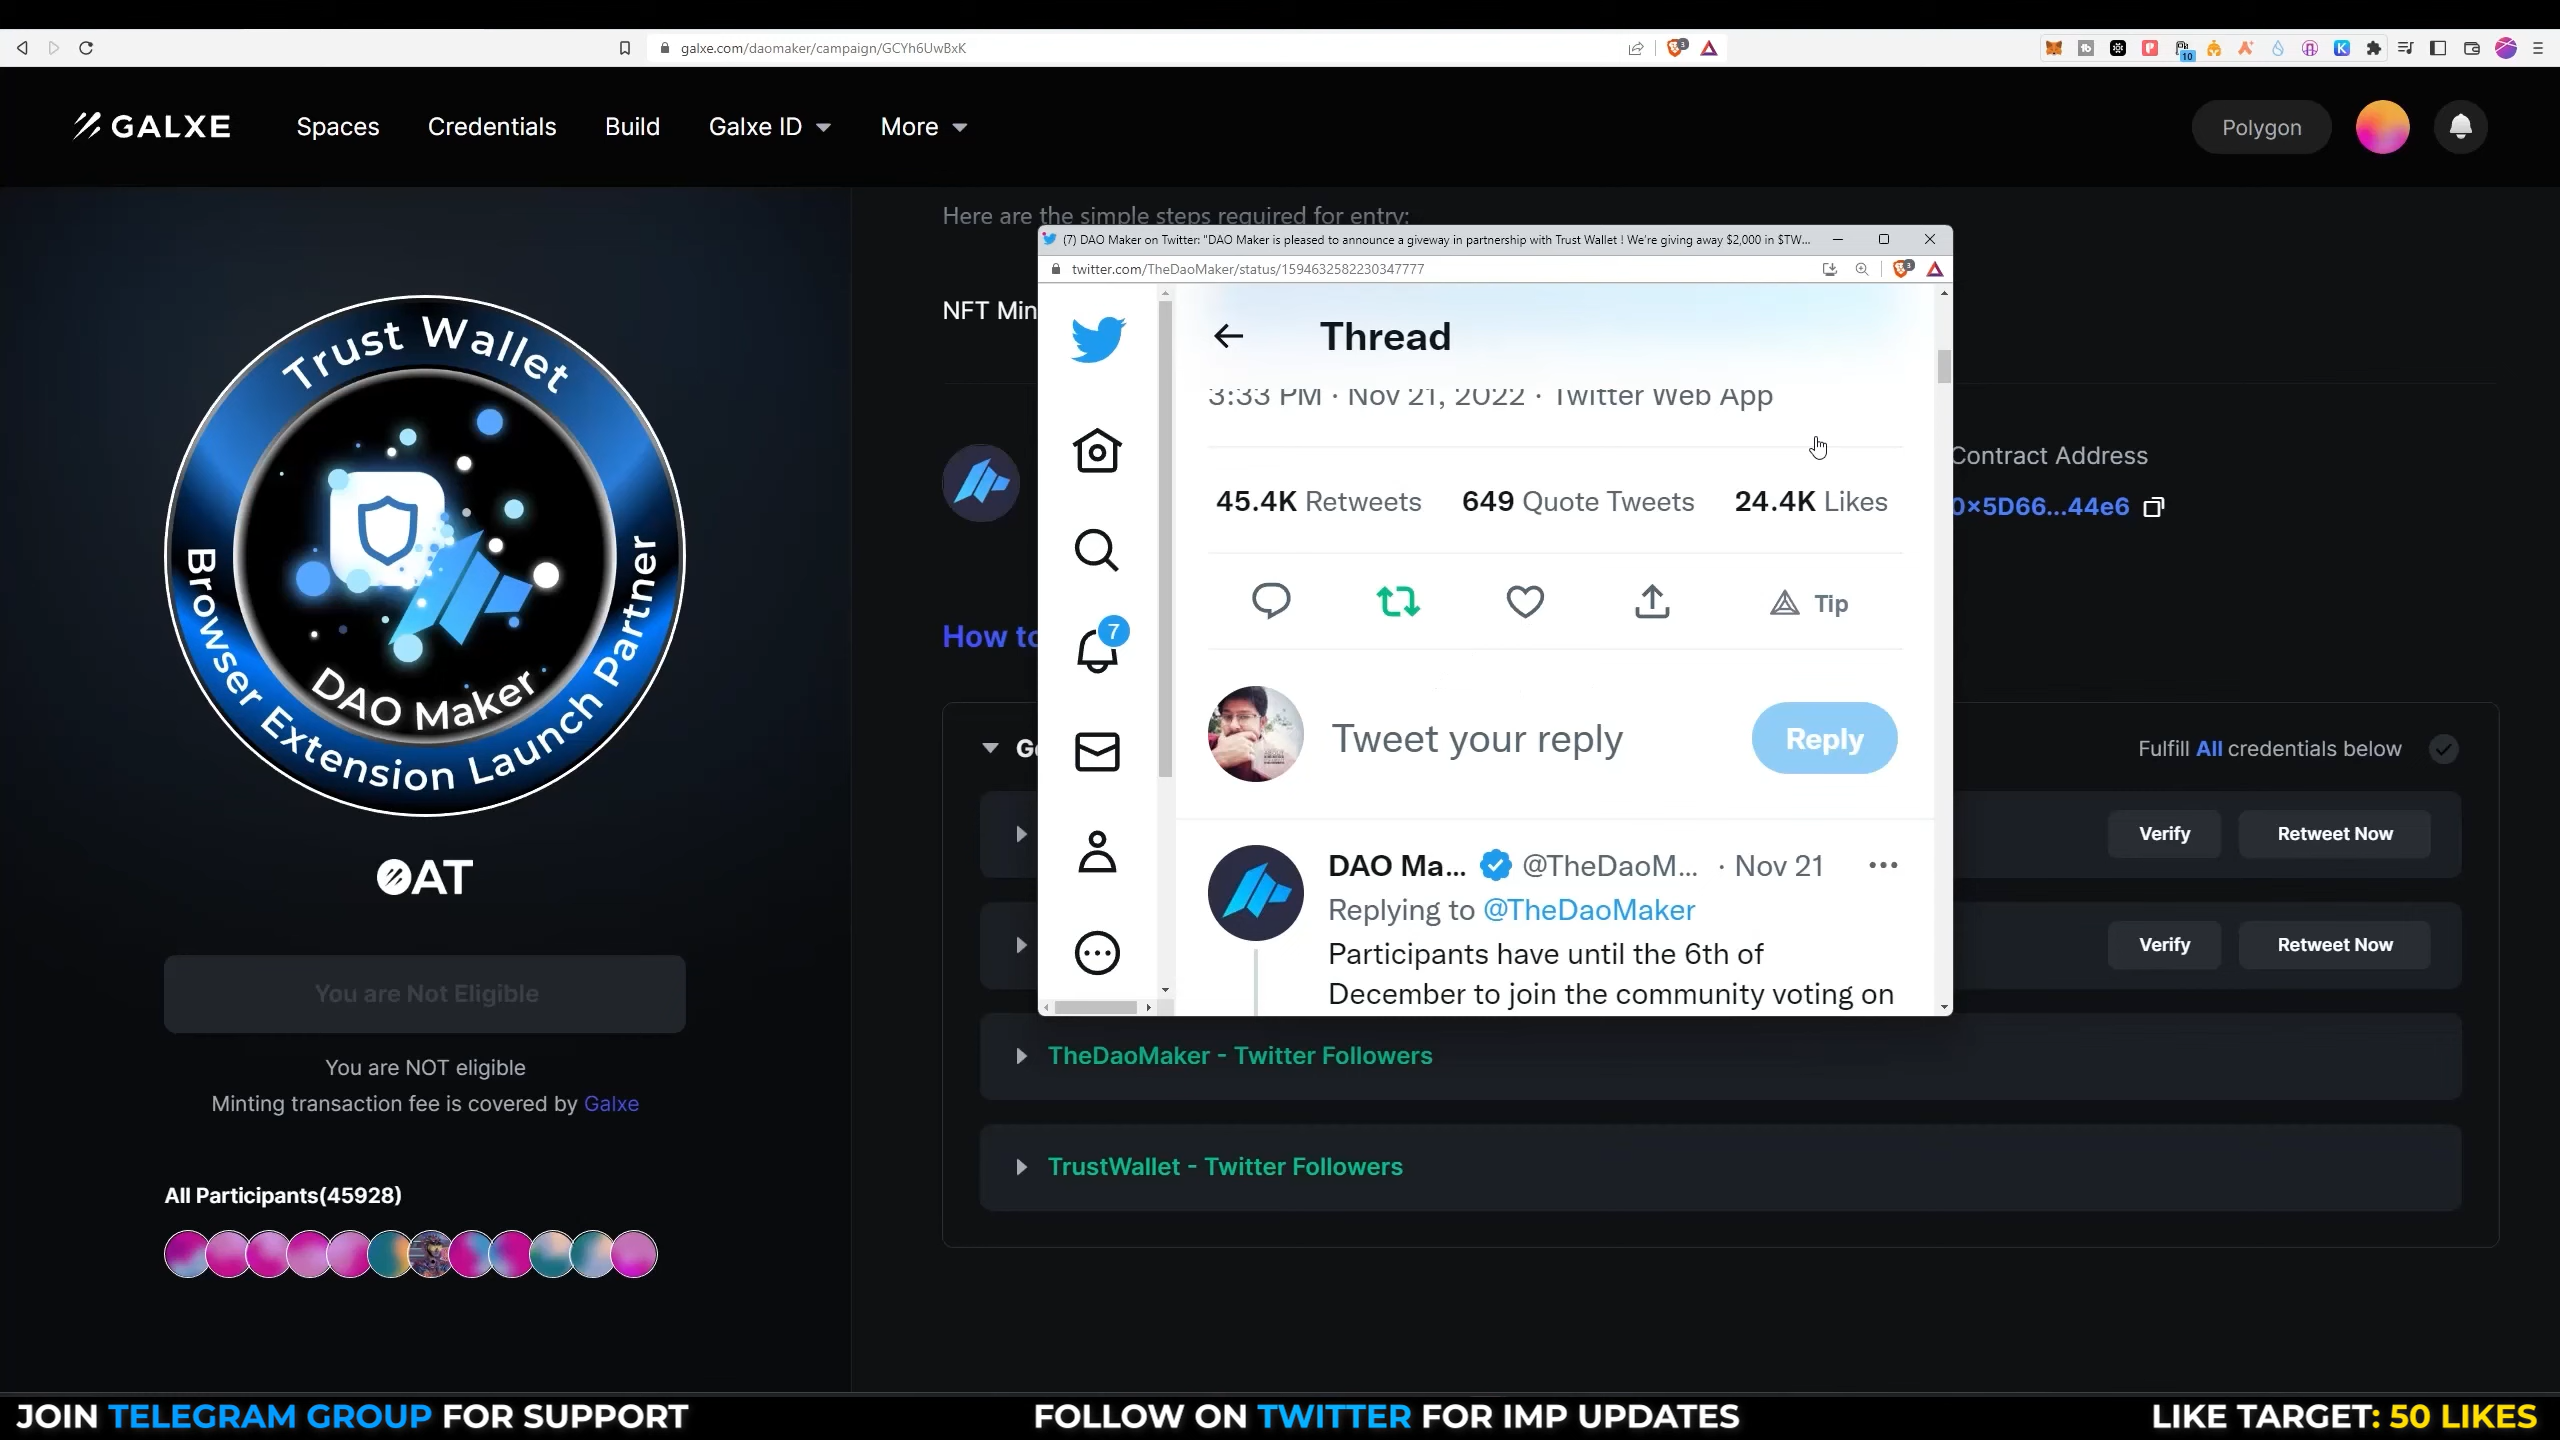 galxe.com/daomaker/campaign/GCYh6UwBxK
3
10
GALXE
Spaces
Credentials
Build
Galxe ID
More
Polygon
Trust Wallet
DAO Maker
Browser Extension Launch Partner
OAT
You are Not Eligible
You are NOT eligible
Minting transaction fee is covered by Galxe
All Participants(45928)
Here are the simple steps required for entry:
NFT Min
Contract Address
0×5D66...44e6
How to
Fulfill All credentials below
Verify
Retweet Now
Verify
Retweet Now
TheDaoMaker - Twitter Followers
TrustWallet - Twitter Followers
(7) DAO Maker on Twitter: "DAO Maker is pleased to announce a giveway in partnership with Trust Wallet ! We're giving away $2,000 in $TW...
twitter.com/TheDaoMaker/status/1594632582230347777
3
Thread
3:33 PM · Nov 21, 2022 · Twitter Web App
45.4K Retweets 649 Quote Tweets 24.4K Likes
Tip
7
Tweet your reply
Reply
DAO Ma... @TheDaoM... · Nov 21
Replying to @TheDaoMaker
Participants have until the 6th of
December to join the community voting on
JOIN TELEGRAM GROUP FOR SUPPORT
FOLLOW ON TWITTER FOR IMP UPDATES
LIKE TARGET: 50 LIKES